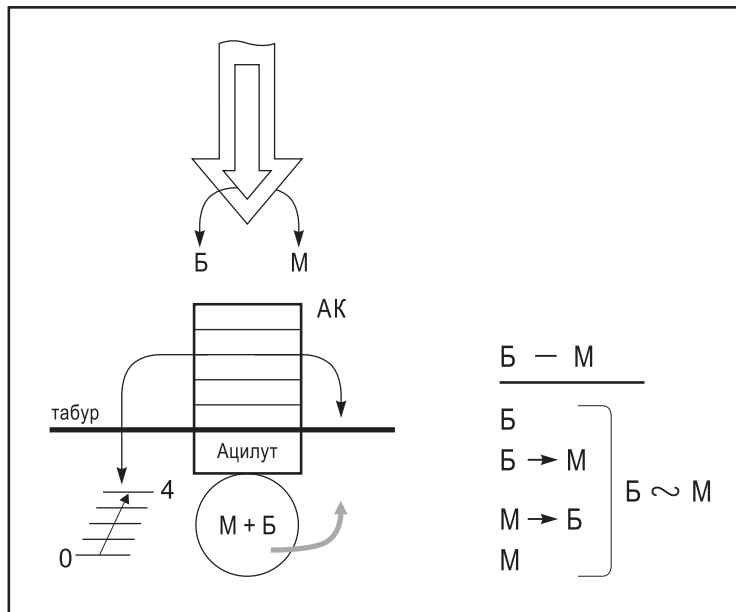 Б М
АК
табур
Ацилут
4
М + Б
0
Б — М
Б
Б → М
М → Б
М
Б ~ М